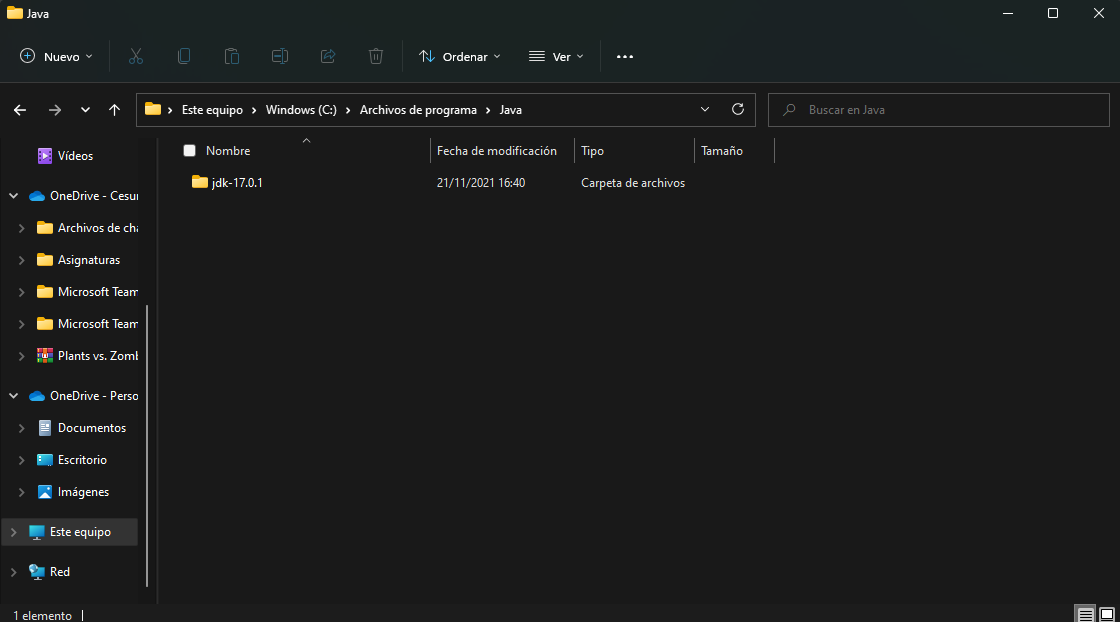 Java
Nuevo
Ordenar
Ver
Este equipo
Windows (C:)
Archivos de programa
Java
Buscar en Java
Nombre
Fecha de modificación
Tipo
Tamaño
jdk-17.0.1
21/11/2021 16:40
Carpeta de archivos
Vídeos
OneDrive - Cesur
Archivos de cha
Asignaturas
Microsoft Team
Microsoft Team
Plants vs. Zomb
OneDrive - Perso
Documentos
Escritorio
Imágenes
Este equipo
Red
1 elemento